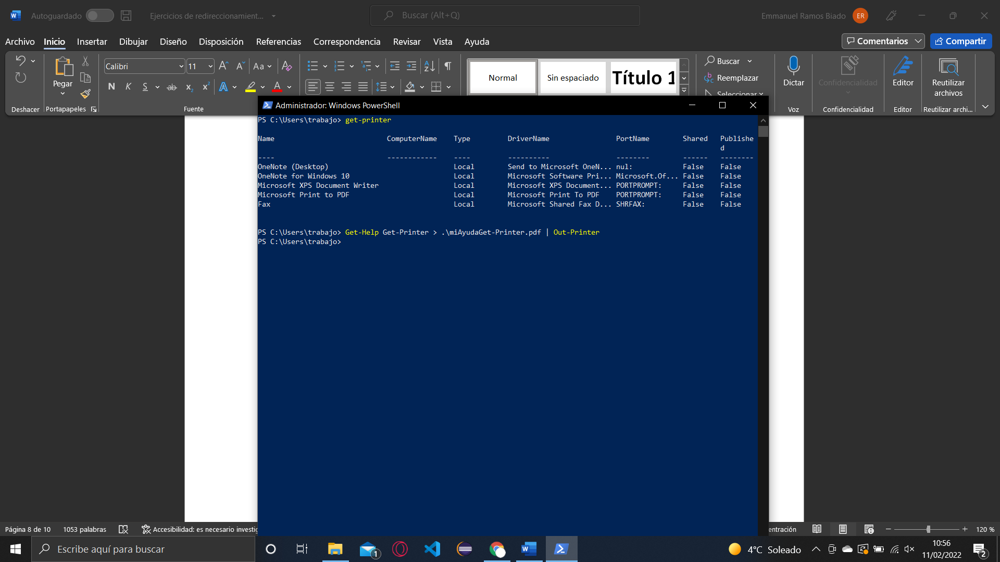 Autoguardado
Ejercicios de redireccionamient...
Buscar (Alt+Q)
Emmanuel Ramos Biado
ER
Archivo Inicio Insertar Dibujar Diseño Disposición Referencias Correspondencia Revisar Vista Ayuda
Comentarios
Compartir
Calibri 11
Aa
Pegar
N K S ab x₂ x² A A
Normal
Sin espaciado
Título 1
Buscar
Reemplazar
Seleccionar
Dictar
Confidencialidad
Editor
Reutilizar
archivos
Deshacer
Portapapeles
Fuente
Voz
Confidencialidad
Editor
Reutilizar archi...
Administrador: Windows PowerShell
PS C:\Users\trabajo> get-printer
Name ComputerName Type DriverName PortName Shared Publishe
d
---- ------------ ---- ---------- -------- ------ --------
OneNote (Desktop) Local Send to Microsoft OneN... nul: False False
OneNote for Windows 10 Local Microsoft Software Pri... Microsoft.Of... False False
Microsoft XPS Document Writer Local Microsoft XPS Document... PORTPROMPT: False False
Microsoft Print to PDF Local Microsoft Print To PDF PORTPROMPT: False False
Fax Local Microsoft Shared Fax D... SHRFAX: False False
PS C:\Users\trabajo> Get-Help Get-Printer > .\miAyudaGet-Printer.pdf | Out-Printer
PS C:\Users\trabajo>
Página 8 de 10
1053 palabras
Accesibilidad: es necesario investig
entración
120 %
Escribe aquí para buscar
1
4°C Soleado
10:56
11/02/2022
2